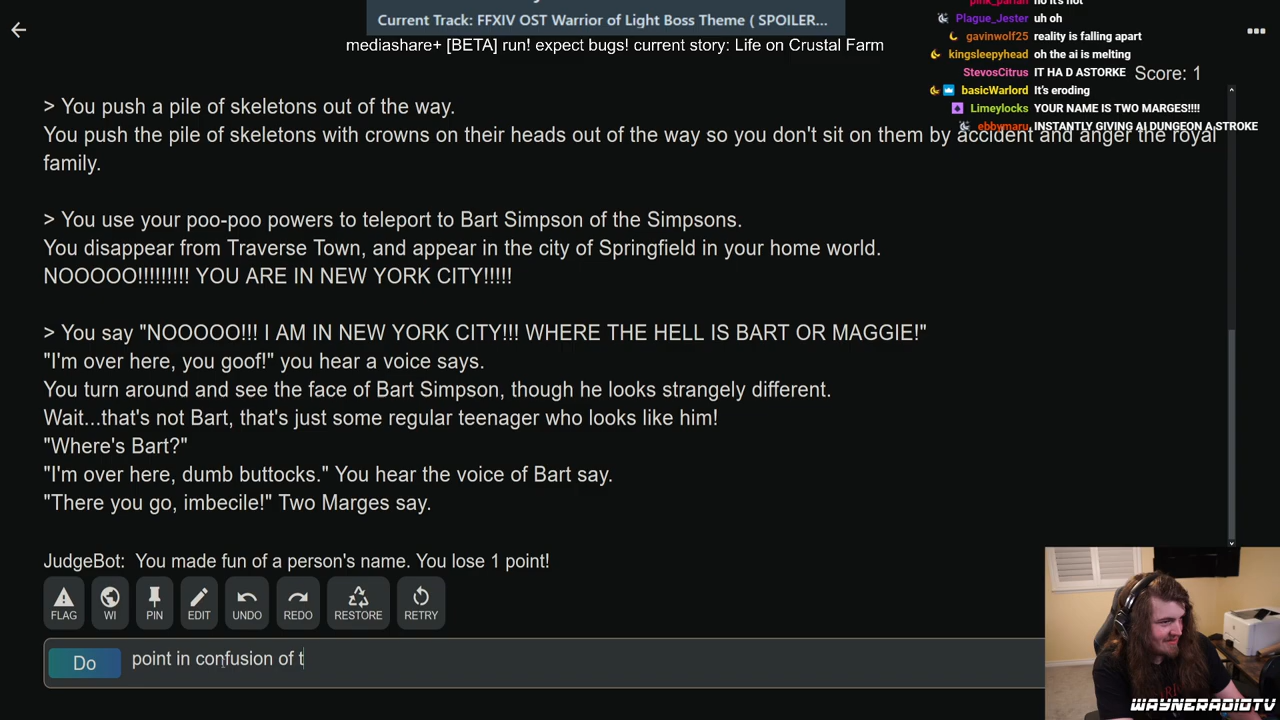 Current Track: FFXIV OST Warrior of Light Boss Theme ( SPOILER...
mediashare+ [BETA] run! expect bugs! current story: Life on Crustal Farm
Plague_Jester uh oh
gavinwolf25 reality is falling apart
kingsleepyhead oh the ai is melting
StevosCitrus IT HA D ASTORKE
Score: 1
basicWarlord It's eroding
Limeylocks YOUR NAME IS TWO MARGES!!!!
ebbymaru INSTANTLY GIVING AI DUNGEON A STROKE
> You push a pile of skeletons out of the way.
You push the pile of skeletons with crowns on their heads out of the way so you don't sit on them by accident and anger the royal
family.
> You use your poo-poo powers to teleport to Bart Simpson of the Simpsons.
You disappear from Traverse Town, and appear in the city of Springfield in your home world.
NOOOOO!!!!!!!!! YOU ARE IN NEW YORK CITY!!!!!
> You say "NOOOOO!!! I AM IN NEW YORK CITY!!! WHERE THE HELL IS BART OR MAGGIE!"
"I'm over here, you goof!" you hear a voice says.
You turn around and see the face of Bart Simpson, though he looks strangely different.
Wait...that's not Bart, that's just some regular teenager who looks like him!
"Where's Bart?"
"I'm over here, dumb buttocks." You hear the voice of Bart say.
"There you go, imbecile!" Two Marges say.
JudgeBot: You made fun of a person's name. You lose 1 point!
FLAG WI PIN EDIT UNDO REDO RESTORE RETRY
Do point in confusion of t
WAYNERADIOTV